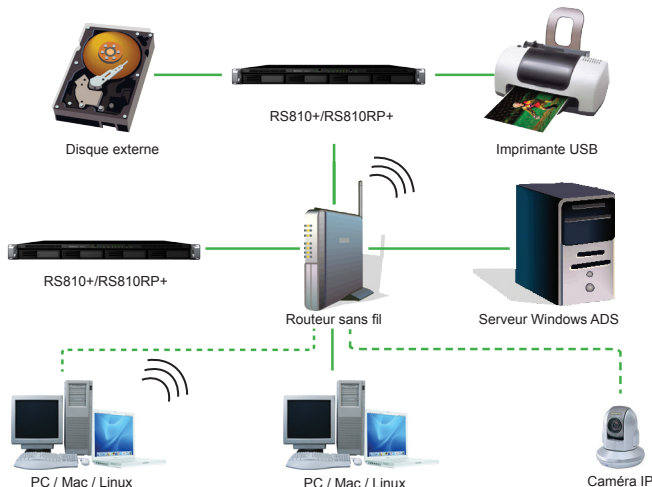 RS810+/RS810RP+
Disque externe
Imprimante USB
RS810+/RS810RP+
Routeur sans fil
Serveur Windows ADS
PC / Mac / Linux
PC / Mac / Linux
Caméra IP